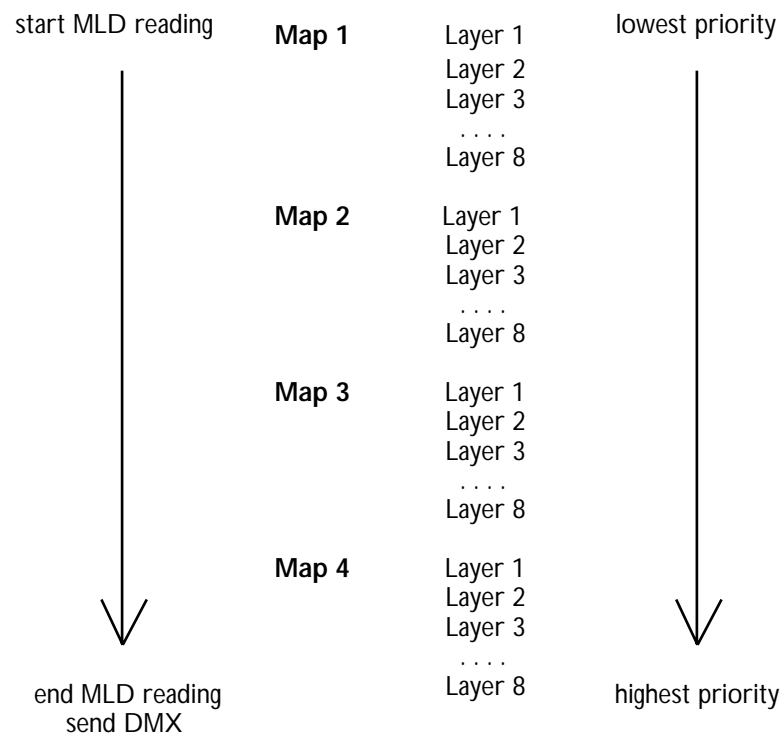 start MLD reading
Map 1 Layer 1 lowest priority
Layer 2
Layer 3
. . . .
Layer 8
Map 2 Layer 1
Layer 2
Layer 3
. . . .
Layer 8
Map 3 Layer 1
Layer 2
Layer 3
. . . .
Layer 8
Map 4 Layer 1
Layer 2
Layer 3
. . . .
Layer 8
end MLD reading
send DMX
highest priority